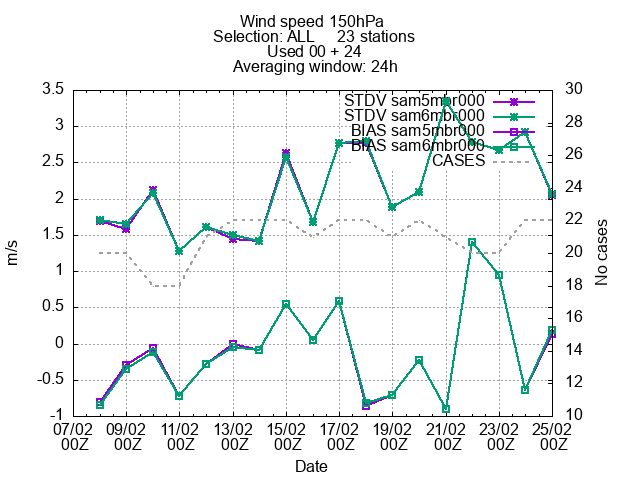 Wind speed 150hPa
Selection: ALL 23 stations
Used 00 + 24
Averaging window: 24h
STDV sam5mbr000
STDV sam6mbr000
BIAS sam5mbr000
BIAS sam6mbr000
CASES
3.5
3
2.5
2
1.5
1
0.5
0
-0.5
-1
m/s
30
28
26
24
22
20
18
16
14
12
10
No cases
07/02 09/02 11/02 13/02 15/02 17/02 19/02 21/02 23/02 25/02
00Z 00Z 00Z 00Z 00Z 00Z 00Z 00Z 00Z 00Z
Date